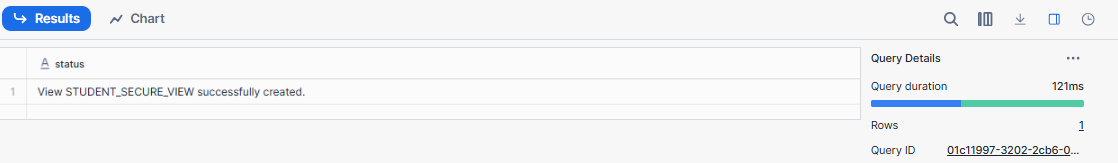 Results
Chart
A status
1 View STUDENT_SECURE_VIEW successfully created.
Query Details ...
Query duration 121ms
Rows 1
Query ID 01c11997-3202-2cb6-0...